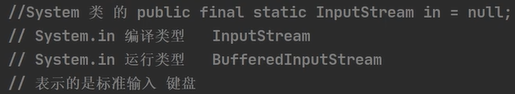 //System 类 的 public final static InputStream in = null;
// System.in 编译类型   InputStream
// System.in 运行类型   BufferedInputStream
// 表示的是标准输入 键盘